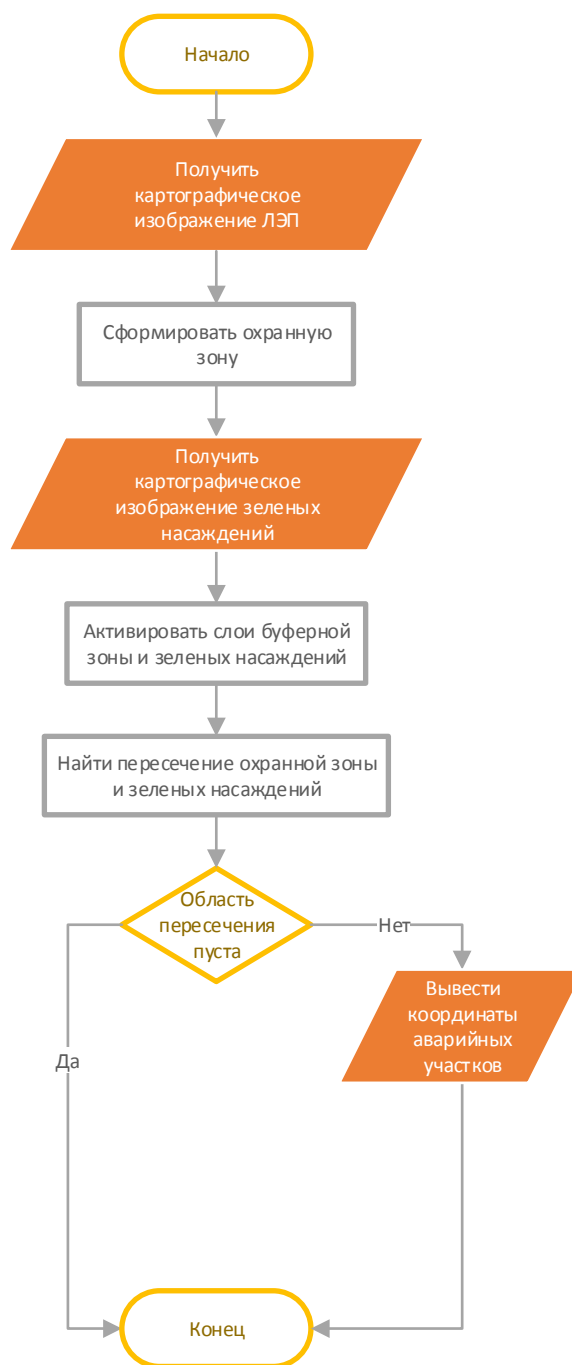 Начало
Получить
картографическое
изображение ЛЭП
Сформировать охранную
зону
Получить
картографическое
изображение зеленых
насаждений
Активировать слои буферной
зоны и зеленых насаждений
Найти пересечение охранной зоны
и зеленых насаждений
Область
пересечения
пуста
Нет
Вывести
координаты
аварийных
участков
Да
Конец